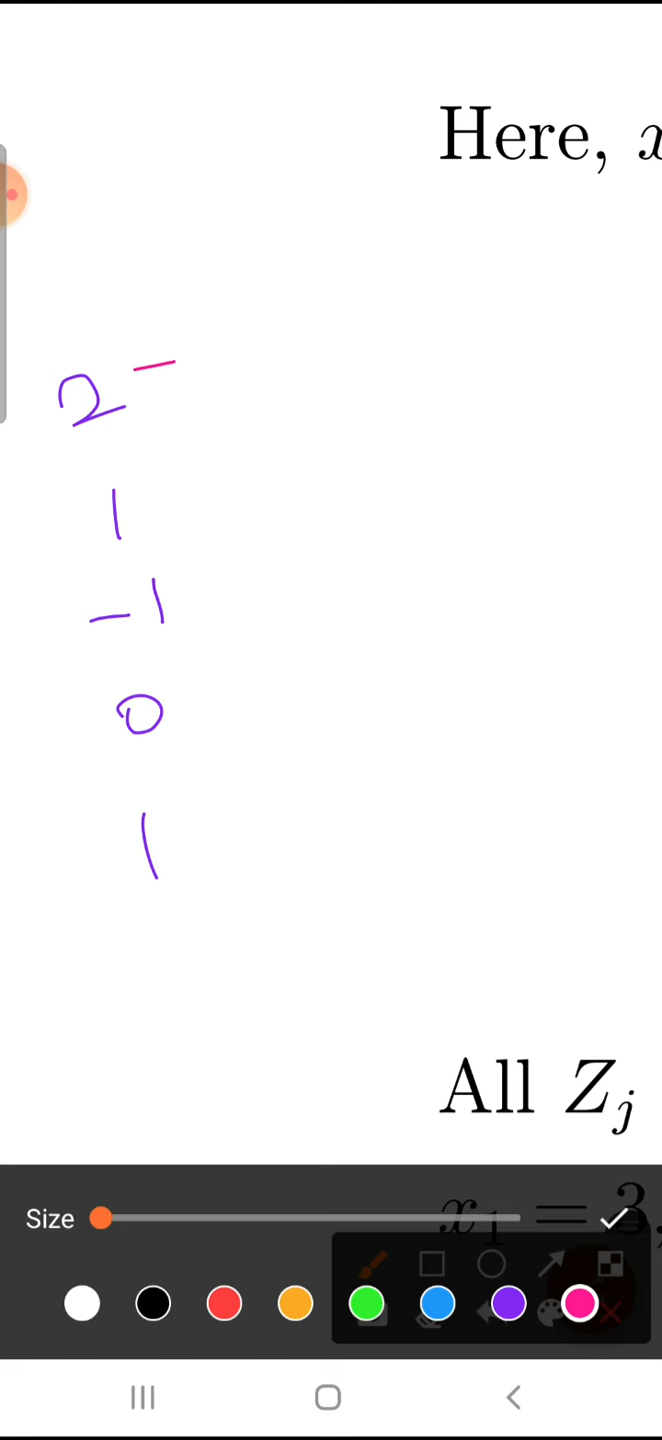 Here, x
2 -
1
-1
0
1
All Z_j
x_1 = 3,
Size